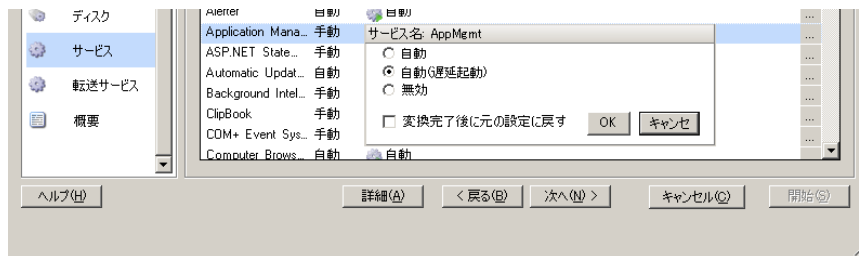 ディスク
サービス
転送サービス
概要
Alerter 自動 自動 ...
Application Mana... 手動 ...
ASP.NET State... 手動 ...
Automatic Updat... 自動 ...
Background Intel... 手動 ...
ClipBook 手動 ...
COM+ Event Sys... 手動 ...
Computer Brows... 自動 自動 ...
サービス名: AppMgmt
自動
自動(遅延起動)
無効
変換完了後に元の設定に戻す OK キャンセ
ヘルプ(H) 詳細(A) < 戻る(B) 次へ(N) > キャンセル(C) 開始(S)